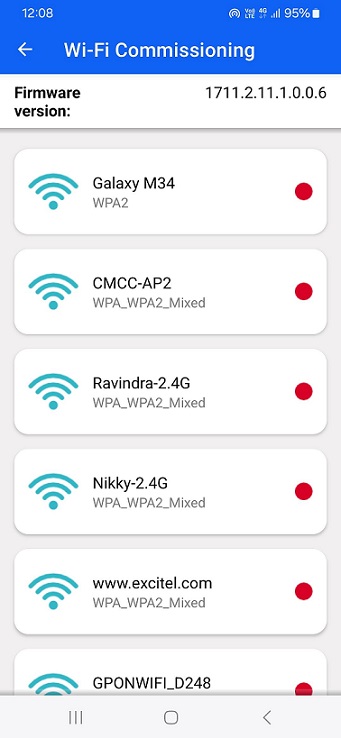 12:08
Vo) LTE 4G 95%
Wi-Fi Commissioning
Firmware 1711.2.11.1.0.0.6
version:
Galaxy M34
WPA2
CMCC-AP2
WPA_WPA2_Mixed
Ravindra-2.4G
WPA_WPA2_Mixed
Nikky-2.4G
WPA_WPA2_Mixed
www.excitel.com
WPA_WPA2_Mixed
GPONWIFI_D248